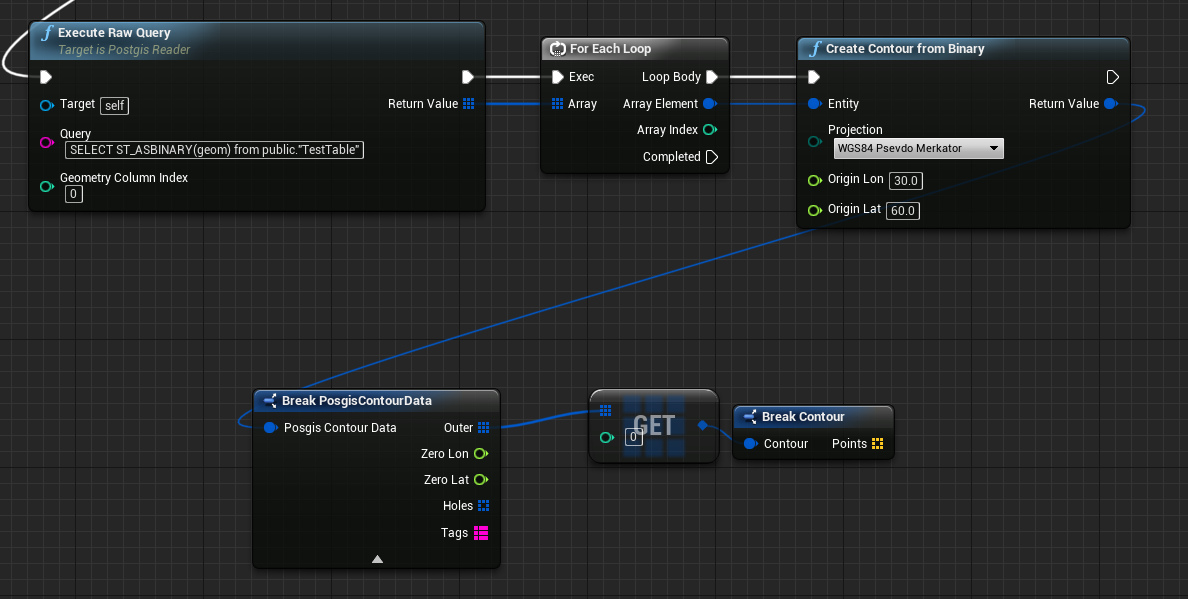 Execute Raw Query
Target is Postgis Reader
Target self
Return Value
Query
SELECT ST_ASBINARY(geom) from public."TestTable"
Geometry Column Index
0
For Each Loop
Exec
Loop Body
Array
Array Element
Array Index
Completed
Create Contour from Binary
Entity
Return Value
Projection
WGS84 Psevdo Merkator
Origin Lon 30.0
Origin Lat 60.0
Break PosgisContourData
Posgis Contour Data
Outer
Zero Lon
Zero Lat
Holes
Tags
GET
0
Break Contour
Contour
Points